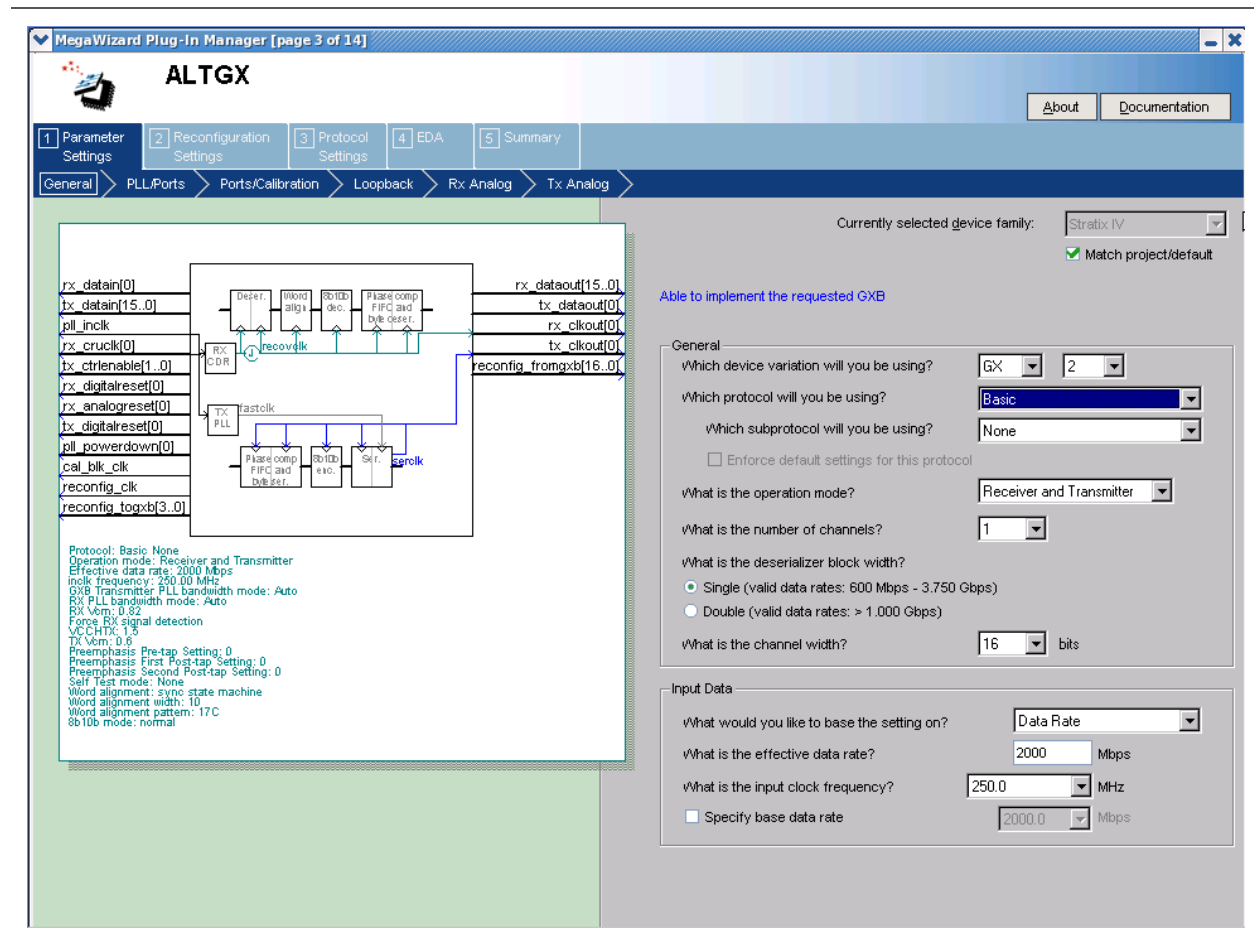 MegaWizard Plug-In Manager [page 3 of 14]
ALTGX
About
Documentation
1 Parameter Settings
2 Reconfiguration Settings
3 Protocol Settings
4 EDA
5 Summary
General
PLL/Ports
Ports/Calibration
Loopback
Rx Analog
Tx Analog
Currently selected device family:
Stratix IV
Match project/default
Able to implement the requested GXB
rx_datain[0]
tx_datain[15..0]
pll_inclk
rx_cruclk[0]
tx_ctrlenable[1..0]
rx_digitalreset[0]
rx_analogreset[0]
tx_digitalreset[0]
pll_powerdown[0]
cal_blk_clk
reconfig_clk
reconfig_togxb[3..0]
Deser.
Word align
8b10b dec.
Phase comp FIFO and byte deser.
RX CDR
recovclk
TX PLL
fastclk
Phase comp FIFO and byte ser.
8b10b enc.
Ser.
serclk
rx_dataout[15..0]
tx_dataout[0]
rx_clkout[0]
tx_clkout[0]
reconfig_fromgxb[16..0]
Protocol: Basic None
Operation mode: Receiver and Transmitter
Effective data rate: 2000 Mbps
inclk frequency: 250.00 MHz
GXB Transmitter PLL bandwidth mode: Auto
RX PLL bandwidth mode: Auto
RX Vcm: 0.82
Force RX signal detection
VCCHTX: 1.5
TX Vcm: 0.6
Preemphasis Pre-tap Setting: 0
Preemphasis First Post-tap Setting: 0
Preemphasis Second Post-tap Setting: 0
Self Test mode: None
Word alignment: sync state machine
Word alignment width: 10
Word alignment pattern: 17C
8b10b mode: normal
General
Which device variation will you be using? GX 2
Which protocol will you be using? Basic
Which subprotocol will you be using? None
Enforce default settings for this protocol
What is the operation mode? Receiver and Transmitter
What is the number of channels? 1
What is the deserializer block width?
Single (valid data rates: 600 Mbps - 3.750 Gbps)
Double (valid data rates: > 1.000 Gbps)
What is the channel width? 16 bits
Input Data
What would you like to base the setting on? Data Rate
What is the effective data rate? 2000 Mbps
What is the input clock frequency? 250.0 MHz
Specify base data rate 2000.0 Mbps